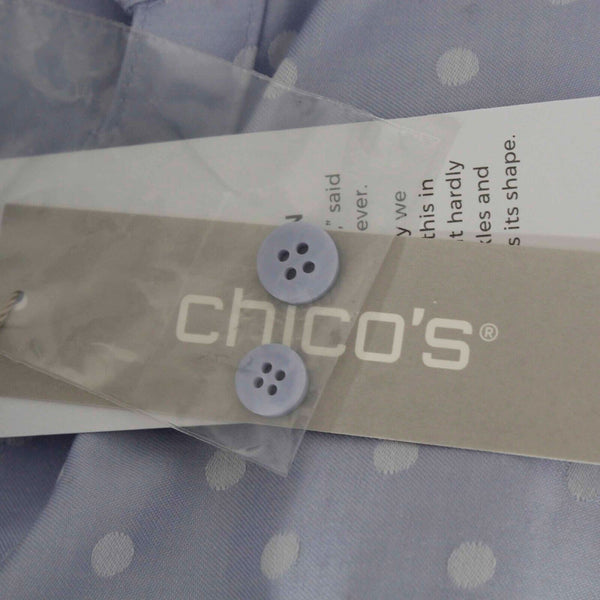 chico's®
N
," said
ever.
y we
this in
t hardly
kles and
s its shape.